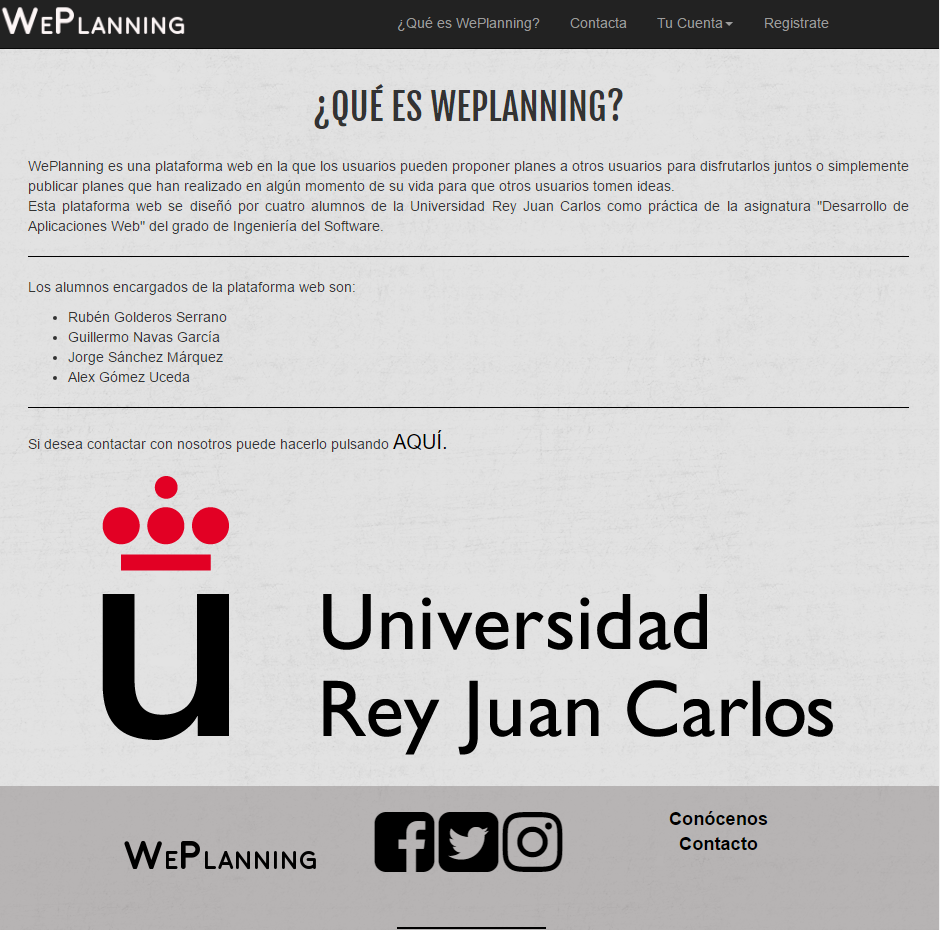 WEPLANNING
¿Qué es WePlanning? Contacta Tu Cuenta Registrate
¿QUÉ ES WEPLANNING?
WePlanning es una plataforma web en la que los usuarios pueden proponer planes a otros usuarios para disfrutarlos juntos o simplemente
publicar planes que han realizado en algún momento de su vida para que otros usuarios tomen ideas.
Esta plataforma web se diseñó por cuatro alumnos de la Universidad Rey Juan Carlos como práctica de la asignatura "Desarrollo de
Aplicaciones Web" del grado de Ingeniería del Software.
Los alumnos encargados de la plataforma web son:
• Rubén Golderos Serrano
• Guillermo Navas García
• Jorge Sánchez Márquez
• Alex Gómez Uceda
Si desea contactar con nosotros puede hacerlo pulsando AQUÍ.
u
Universidad
Rey Juan Carlos
WEPLANNING
Conócenos
Contacto